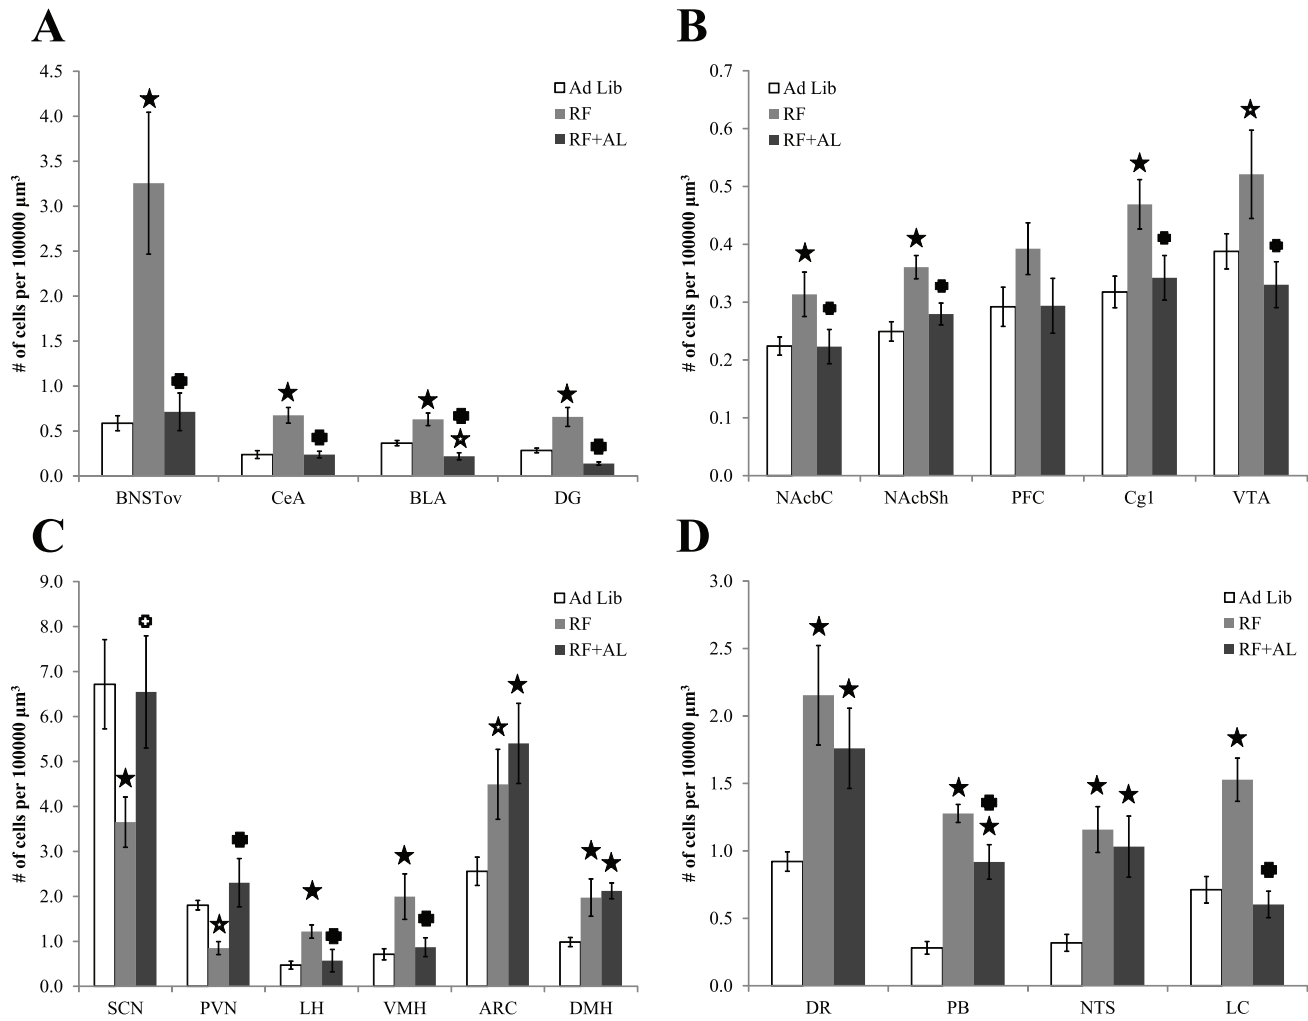 A
# of cells per 100000 µm³
4.5
4.0
3.5
3.0
2.5
2.0
1.5
1.0
0.5
0.0
Ad Lib
RF
RF+AL
BNSTov CeA BLA DG
B
# of cells per 100000 µm³
0.7
0.6
0.5
0.4
0.3
0.2
0.1
0.0
Ad Lib
RF
RF+AL
NAcbC NAcbSh PFC Cg1 VTA
C
# of cells per 100000 µm³
9.0
8.0
7.0
6.0
5.0
4.0
3.0
2.0
1.0
0.0
Ad Lib
RF
RF+AL
SCN PVN LH VMH ARC DMH
D
# of cells per 100000 µm³
3.0
2.5
2.0
1.5
1.0
0.5
0.0
Ad Lib
RF
RF+AL
DR PB NTS LC